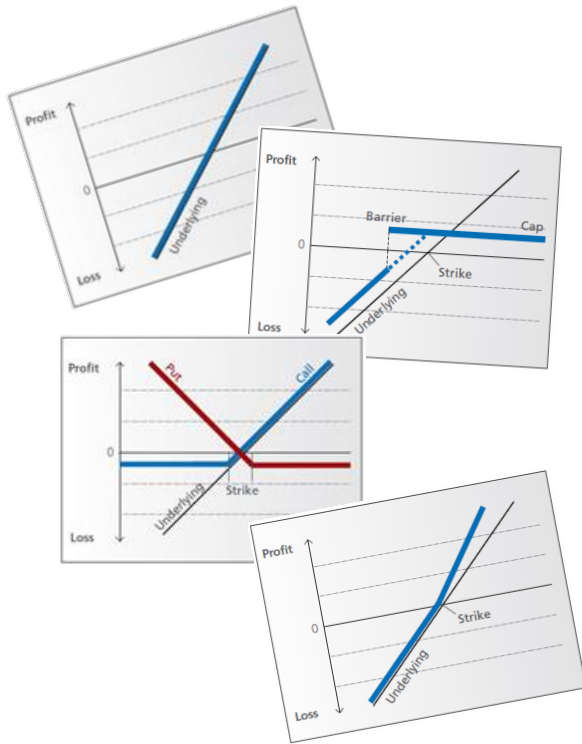 Profit
0
Loss
Underlying
Profit
Barrier
Cap
0
Strike
Underlying
Loss
Profit
Put
Call
0
Underlying
Strike
Loss
Profit
0
Strike
Underlying
Loss